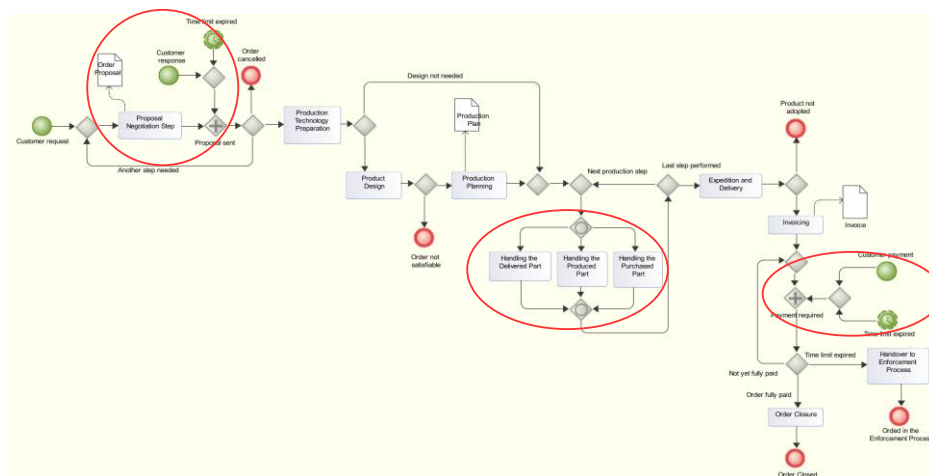 Time limit expired
Customer
response
Order
cancelled
Order
Proposal
Design not needed
Product not
adopted
Production
Plan
Proposal
Negotiation Step
Production
Technology
Preparation
Customer request
Proposal sent
Another step needed
Next production step
Last step performed
Product
Design
Production
Planning
Expedition and
Delivery
Invoicing
Invoice
Order not
satisfiable
Handling the
Delivered Part
Handling the
Produced Part
Handling the
Purchased Part
Customer payment
Payment required
Time limit expired
Time limit expired
Handover to
Enforcement
Process
Not yet fully paid
Order fully paid
Order Closure
Orded in the
Enforcement Process
Order Closed